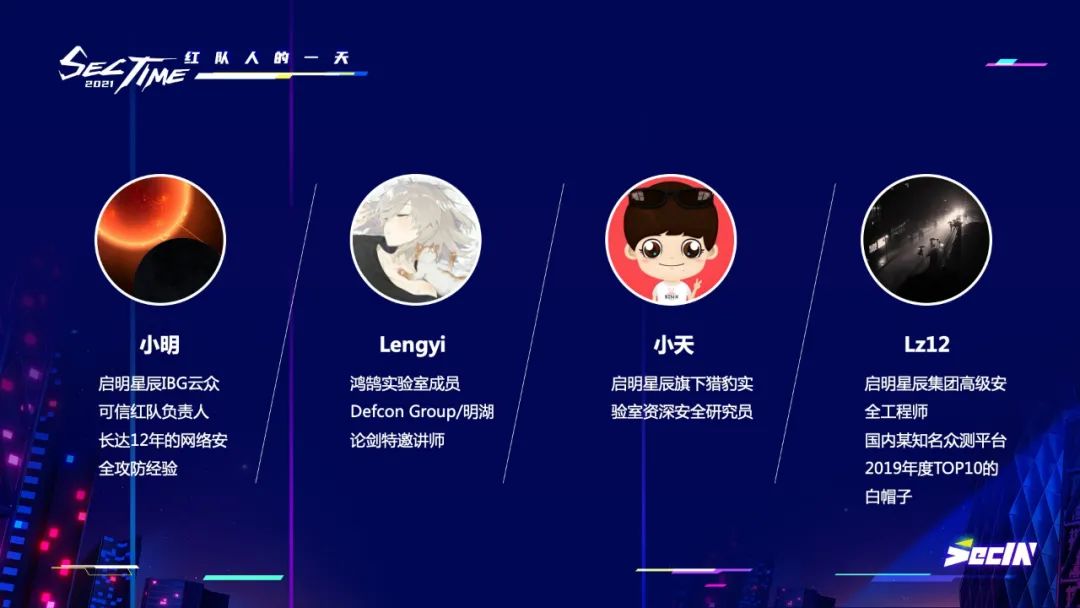 SECTIME
2021
红队人的一天
小明
启明星辰IBG云众
可信红队负责人
长达12年的网络安
全攻防经验
Lengyi
鸿鹄实验室成员
Defcon Group/明湖
论剑特邀讲师
小天
启明星辰旗下猎豹实
验室资深安全研究员
Lz12
启明星辰集团高级安
全工程师
国内某知名众测平台
2019年度TOP10的
白帽子
SecIN